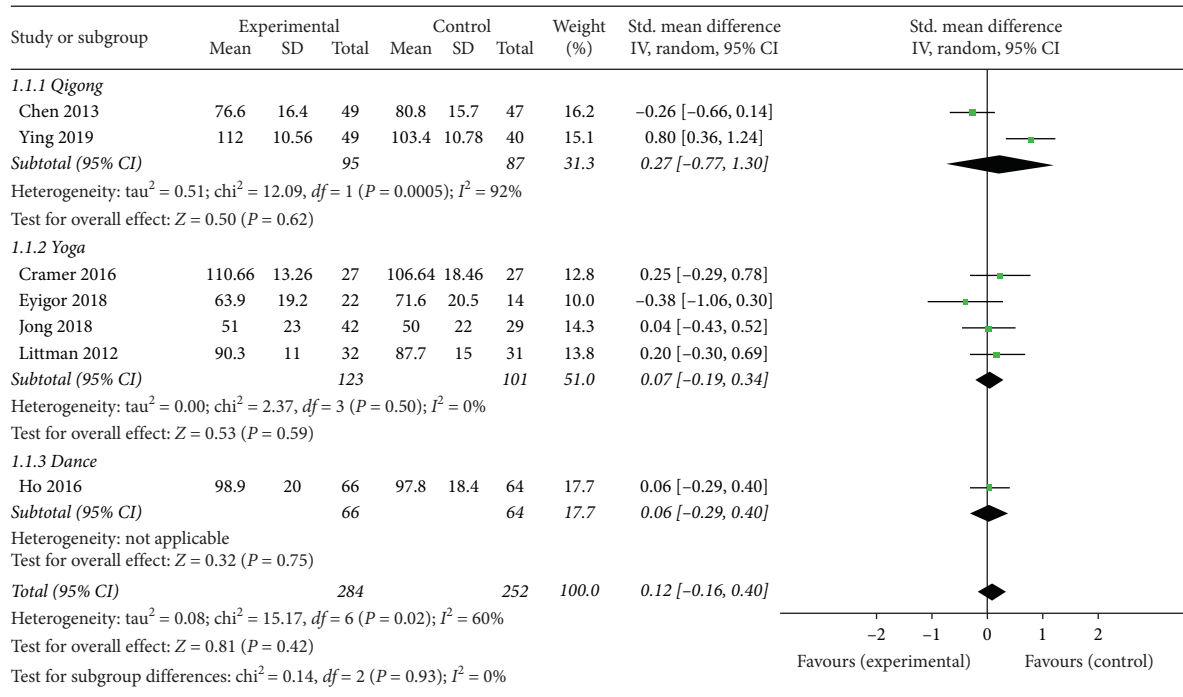 Study or subgroup Experimental Control Weight (%) Std. mean difference IV, random, 95% CI Std. mean difference IV, random, 95% CI
Mean SD Total Mean SD Total
1.1.1 Qigong
Chen 2013 76.6 16.4 49 80.8 15.7 47 16.2 –0.26 [–0.66, 0.14]
Ying 2019 112 10.56 49 103.4 10.78 40 15.1 0.80 [0.36, 1.24]
Subtotal (95% CI) 95 87 31.3 0.27 [–0.77, 1.30]
Heterogeneity: tau² = 0.51; chi² = 12.09, df = 1 (P = 0.0005); I² = 92%
Test for overall effect: Z = 0.50 (P = 0.62)
1.1.2 Yoga
Cramer 2016 110.66 13.26 27 106.64 18.46 27 12.8 0.25 [–0.29, 0.78]
Eyigor 2018 63.9 19.2 22 71.6 20.5 14 10.0 –0.38 [–1.06, 0.30]
Jong 2018 51 23 42 50 22 29 14.3 0.04 [–0.43, 0.52]
Littman 2012 90.3 11 32 87.7 15 31 13.8 0.20 [–0.30, 0.69]
Subtotal (95% CI) 123 101 51.0 0.07 [–0.19, 0.34]
Heterogeneity: tau² = 0.00; chi² = 2.37, df = 3 (P = 0.50); I² = 0%
Test for overall effect: Z = 0.53 (P = 0.59)
1.1.3 Dance
Ho 2016 98.9 20 66 97.8 18.4 64 17.7 0.06 [–0.29, 0.40]
Subtotal (95% CI) 66 64 17.7 0.06 [–0.29, 0.40]
Heterogeneity: not applicable
Test for overall effect: Z = 0.32 (P = 0.75)
Total (95% CI) 284 252 100.0 0.12 [–0.16, 0.40]
Heterogeneity: tau² = 0.08; chi² = 15.17, df = 6 (P = 0.02); I² = 60%
Test for overall effect: Z = 0.81 (P = 0.42)
Test for subgroup differences: chi² = 0.14, df = 2 (P = 0.93); I² = 0%
–2 –1 0 1 2
Favours (experimental) Favours (control)